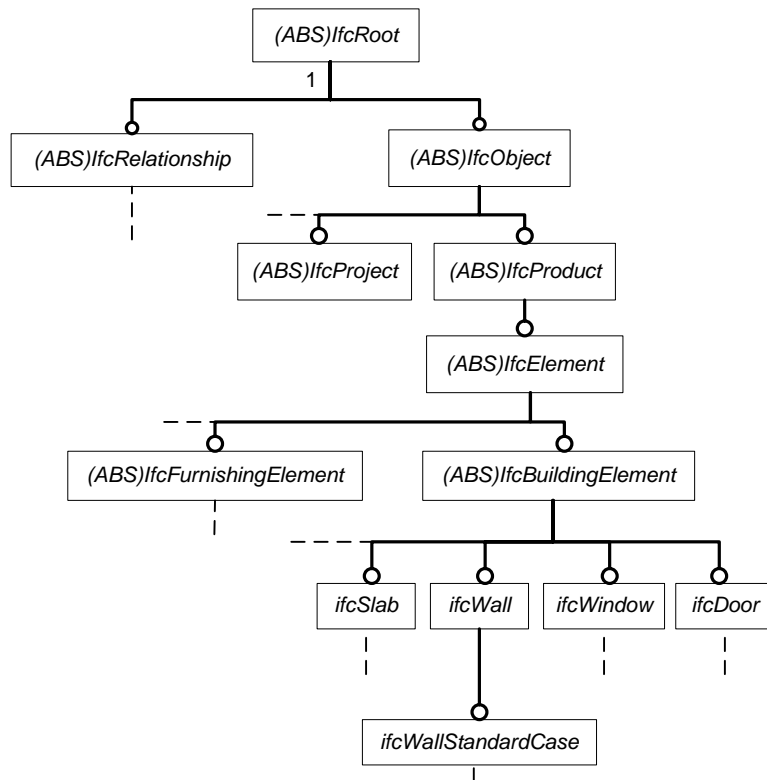 (ABS)IfcRoot
1
(ABS)IfcRelationship
(ABS)IfcObject
(ABS)IfcProject
(ABS)IfcProduct
(ABS)IfcElement
(ABS)IfcFurnishingElement
(ABS)IfcBuildingElement
ifcSlab
ifcWall
ifcWindow
ifcDoor
ifcWallStandardCase